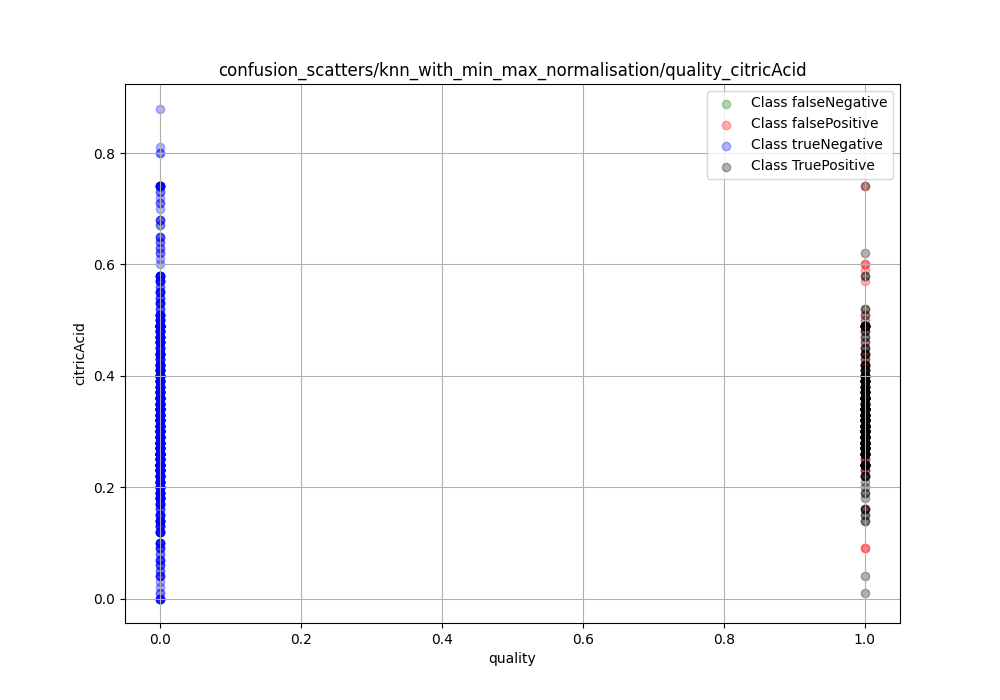 confusion_scatters/knn_with_min_max_normalisation/quality_citricAcid
Class falseNegative
Class falsePositive
Class trueNegative
Class TruePositive
citricAcid
0.8
0.6
0.4
0.2
0.0
0.0 0.2 0.4 0.6 0.8 1.0
quality